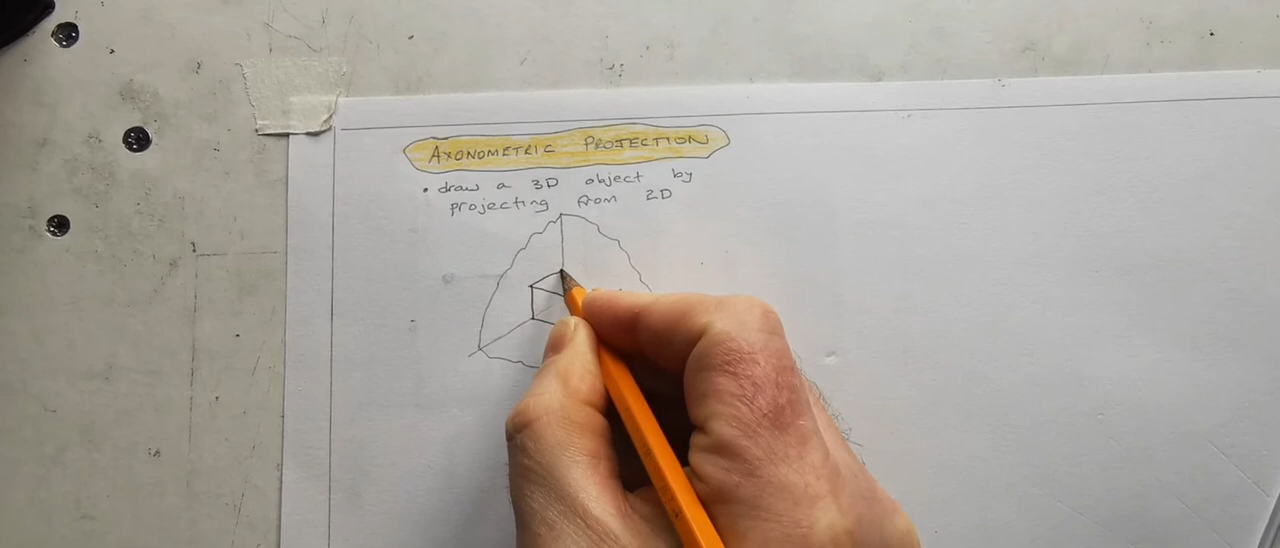 AXONOMETRIC PROJECTION
• draw a 3D object by
projecting from 2D